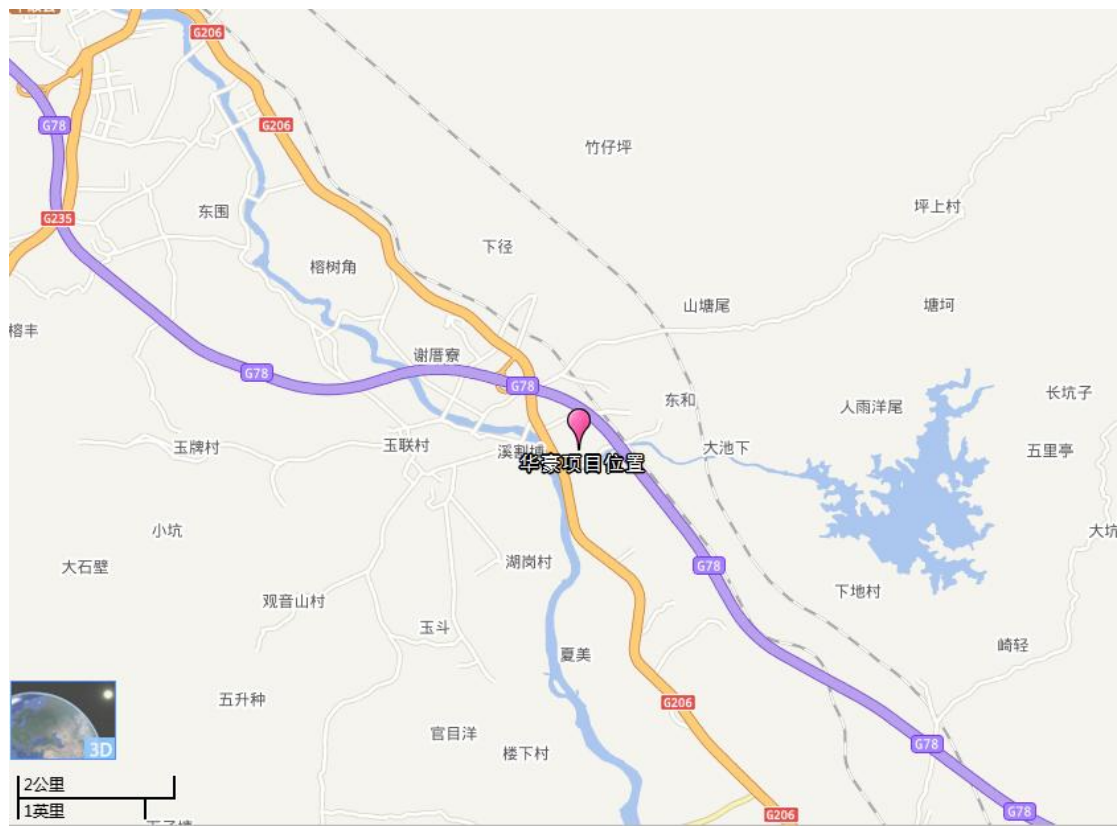 G206
G78
G206
竹仔坪
坪上村
东围
G235
下径
榕树角
山塘尾
塘坷
榕丰
谢厝寮
G78
G78
长坑子
东和
人雨洋尾
玉牌村
玉联村
溪割埔
大池下
五里亭
华豪项目位置
小坑
大坑
大石壁
湖岗村
G78
下地村
观音山村
玉斗
崎轻
夏美
五升种
G206
官目洋
楼下村
G78
3D
2公里
1英里
G206
G78